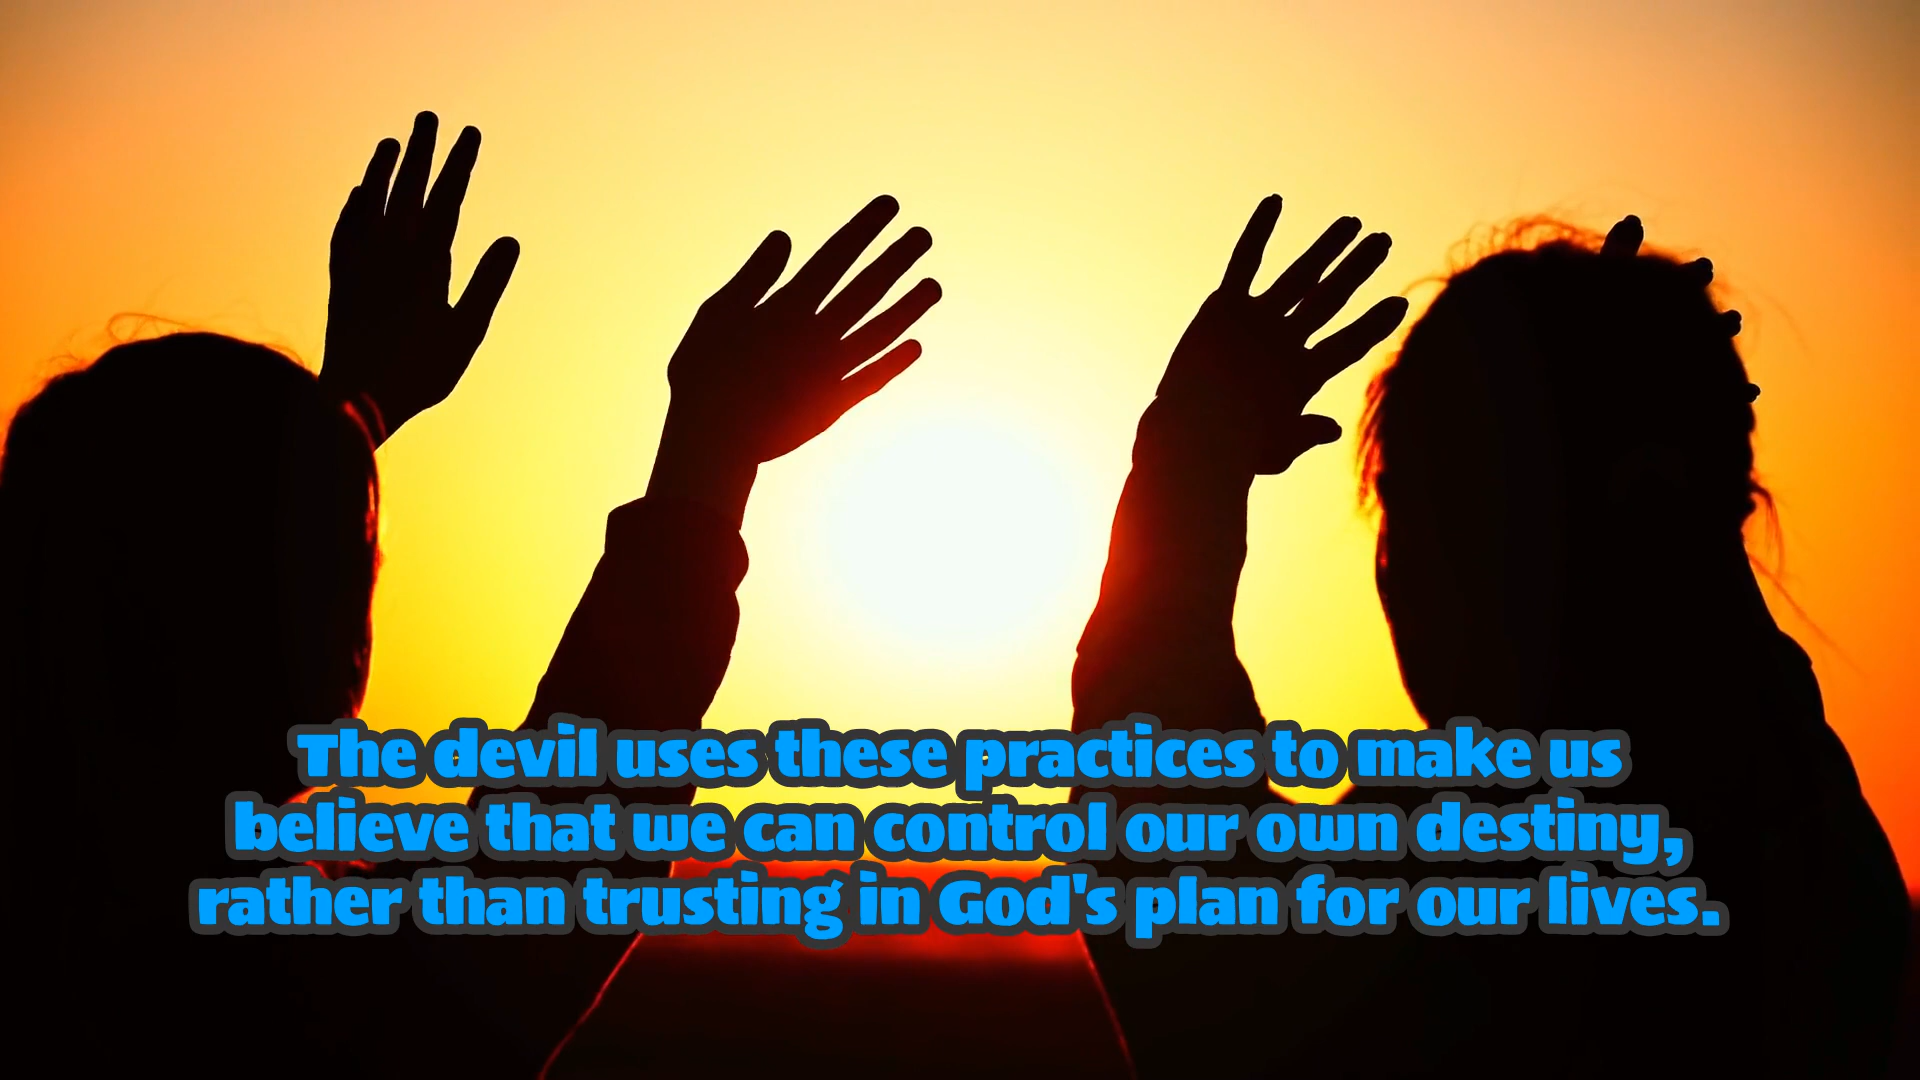 The devil uses these practices to make us
believe that we can control our own destiny,
rather than trusting in God's plan for our lives.